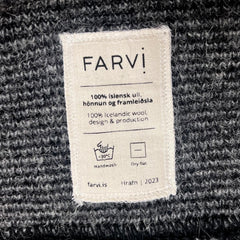 FARVi
100% íslensk ull,
hönnun og framleiðsla
100% Icelandic wool,
design & production
~30°C
Handwash
Dry flat
farvi.is
Hrafn | 2023